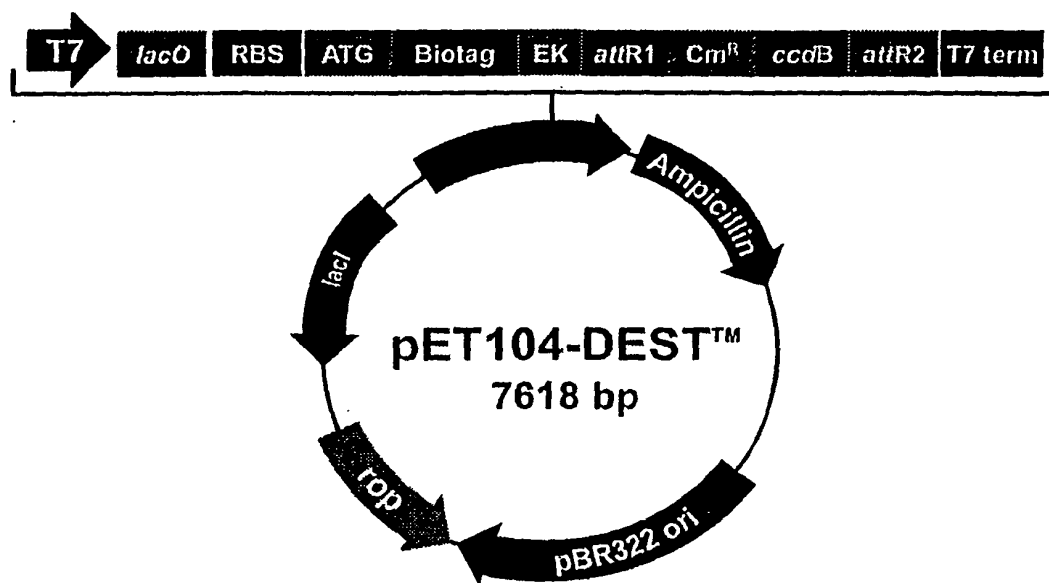 T7 lacO RBS ATG Biotag EK attR1 Cmᴿ ccdB attR2 T7 term
Ampicillin
lacI
pET104-DEST™
7618 bp
rop
pBR322 ori